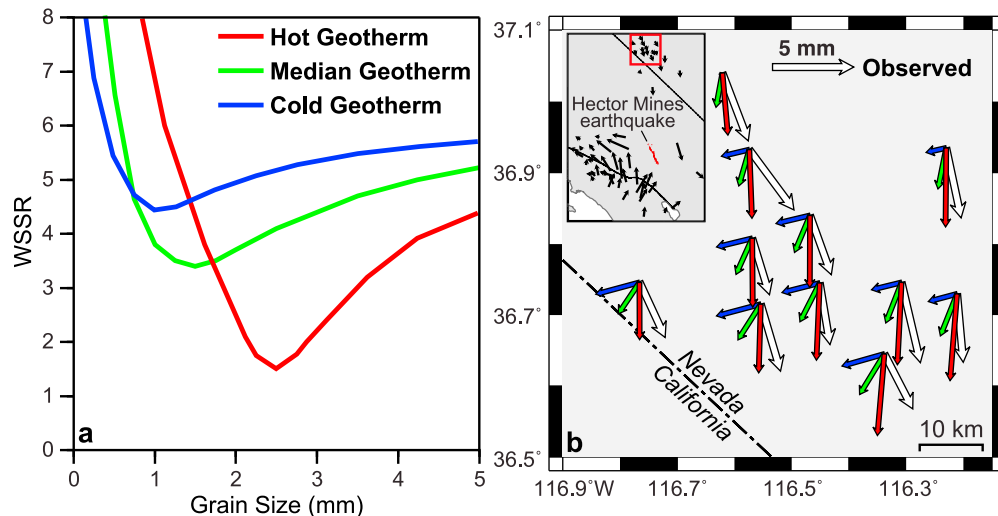 8
7
6
5
4
3
2
1
0
WSSR
Hot Geotherm
Median Geotherm
Cold Geotherm
a
0
1
2
3
4
5
Grain Size (mm)
37.1˚
36.9˚
36.7˚
36.5˚
5 mm
Observed
Hector Mines
earthquake
Nevada
California
b
10 km
116.9˚W
116.7˚
116.5˚
116.3˚